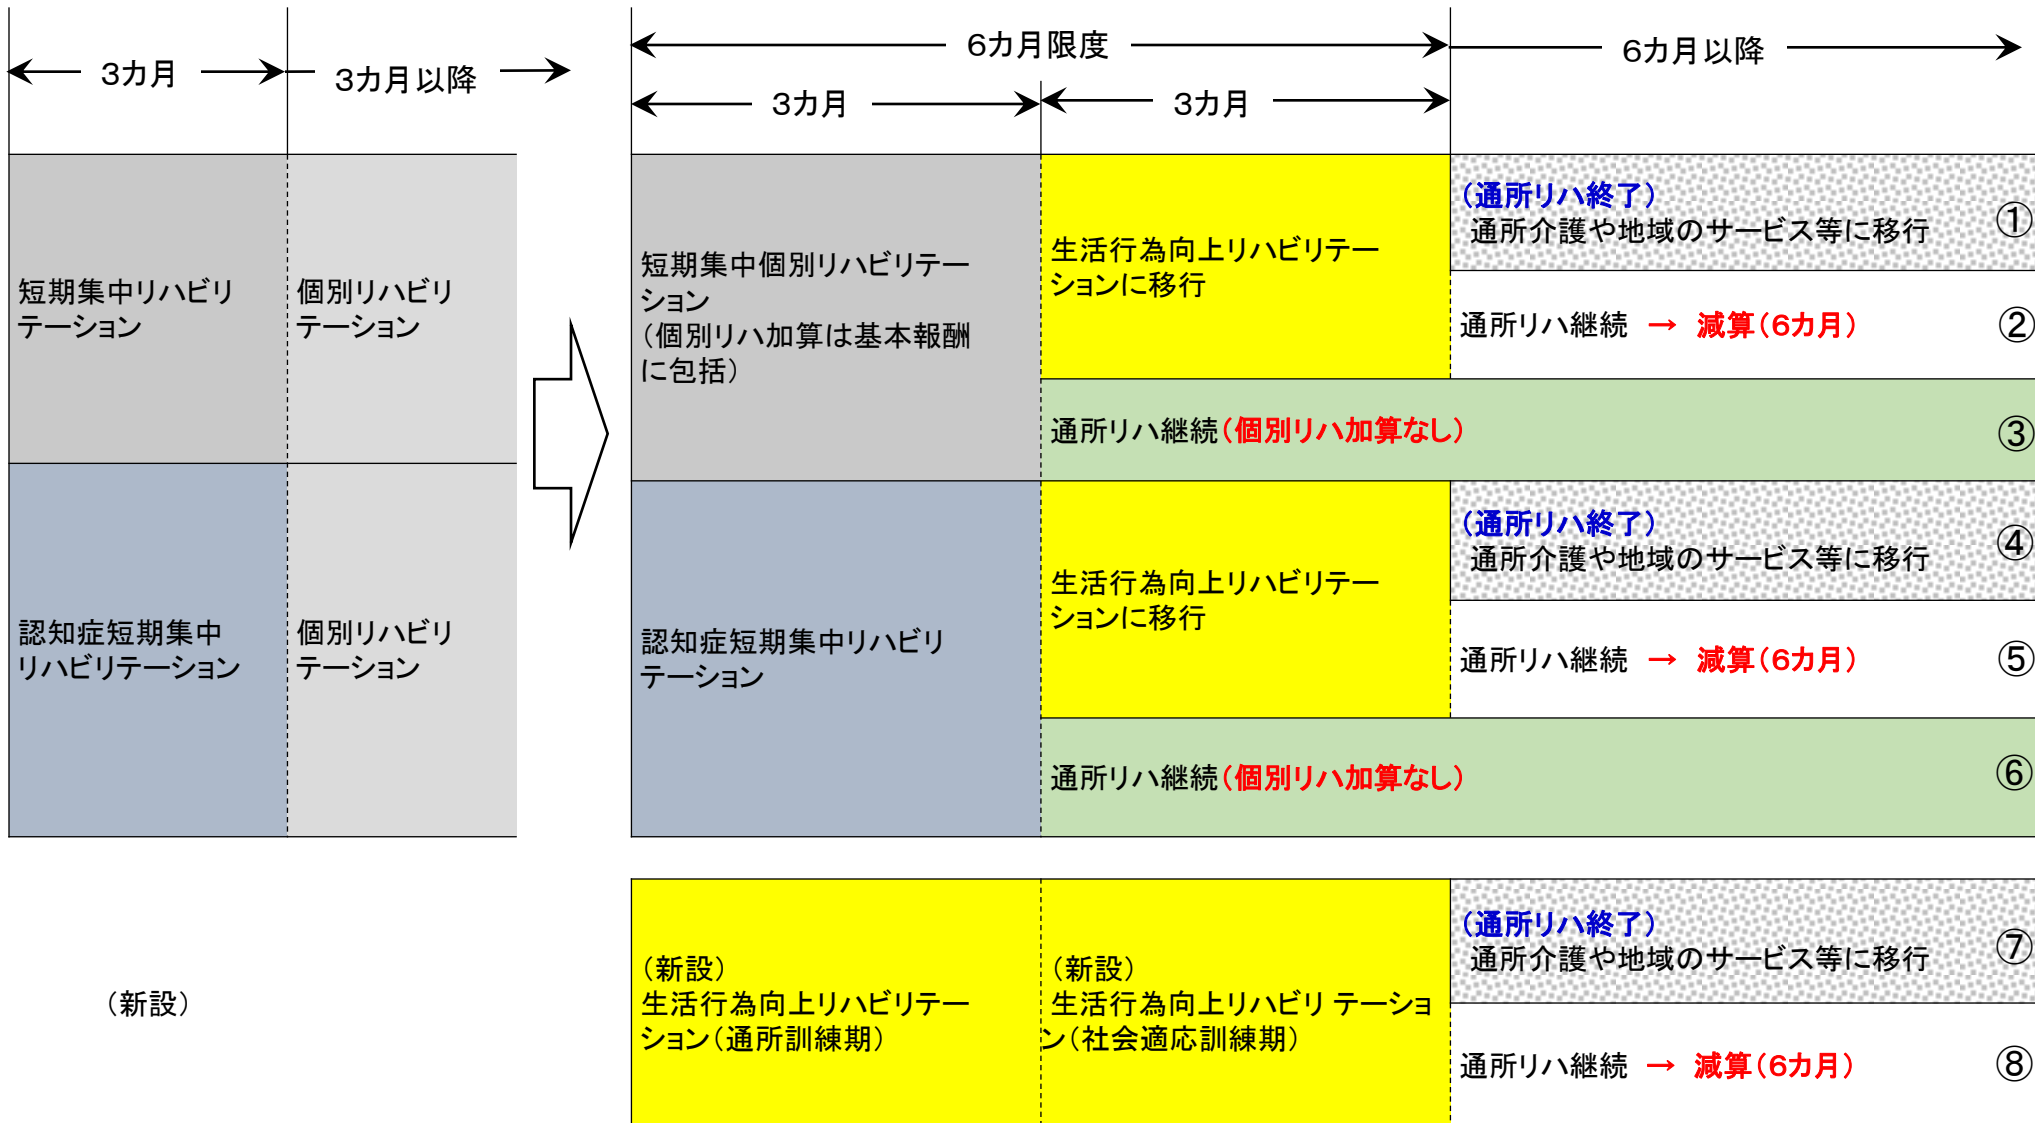 3カ月
3カ月以降
6カ月限度
6カ月以降
3カ月
3カ月
短期集中リハビリ
テーション
個別リハビリ
テーション
認知症短期集中
リハビリテーション
個別リハビリ
テーション
(新設)
短期集中個別リハビリテー
ション
(個別リハ加算は基本報酬
に包括)
生活行為向上リハビリテー
ションに移行
(通所リハ終了)
通所介護や地域のサービス等に移行 ①
通所リハ継続 → 減算(6カ月) ②
通所リハ継続(個別リハ加算なし) ③
認知症短期集中リハビリ
テーション
生活行為向上リハビリテー
ションに移行
(通所リハ終了)
通所介護や地域のサービス等に移行 ④
通所リハ継続 → 減算(6カ月) ⑤
通所リハ継続(個別リハ加算なし) ⑥
(新設)
生活行為向上リハビリテー
ション(通所訓練期)
(新設)
生活行為向上リハビリ テーショ
ン(社会適応訓練期)
(通所リハ終了)
通所介護や地域のサービス等に移行 ⑦
通所リハ継続 → 減算(6カ月) ⑧